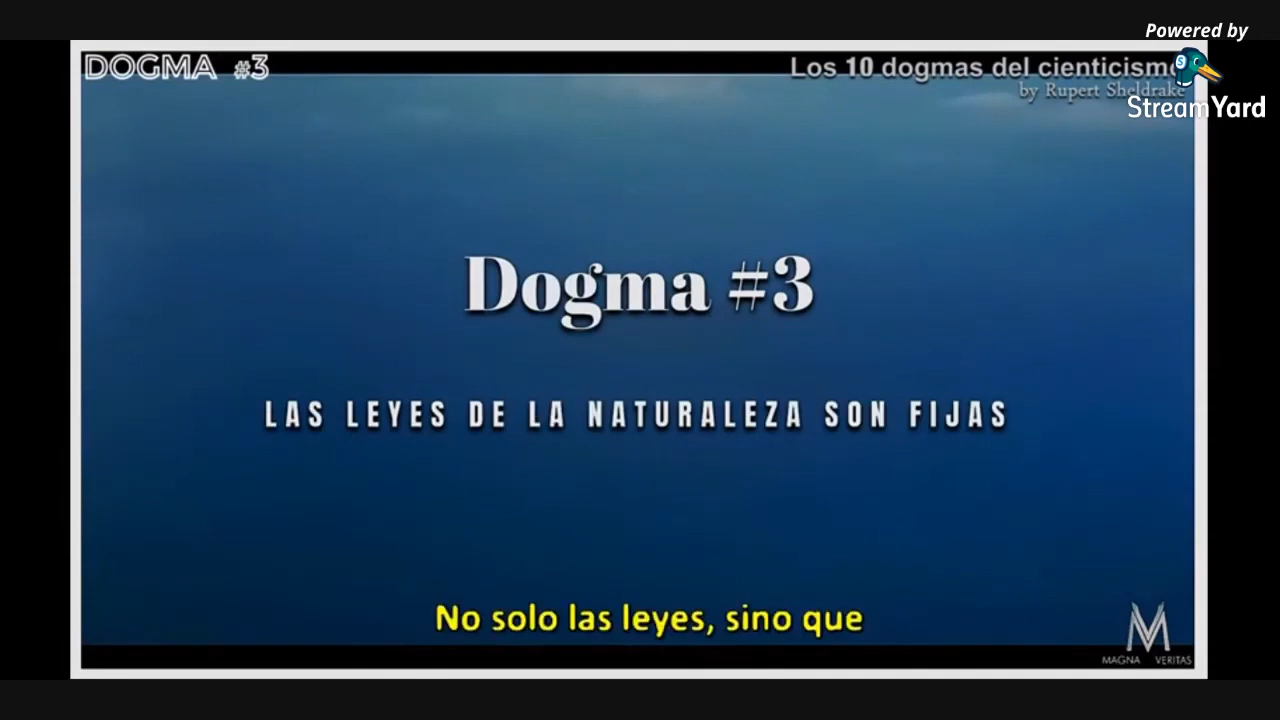 Powered by
StreamYard
DOGMA #3
Los 10 dogmas del cienticismo
by Rupert Sheldrake
Dogma #3
LAS LEYES DE LA NATURALEZA SON FIJAS
No solo las leyes, sino que
MAGNA VERITAS